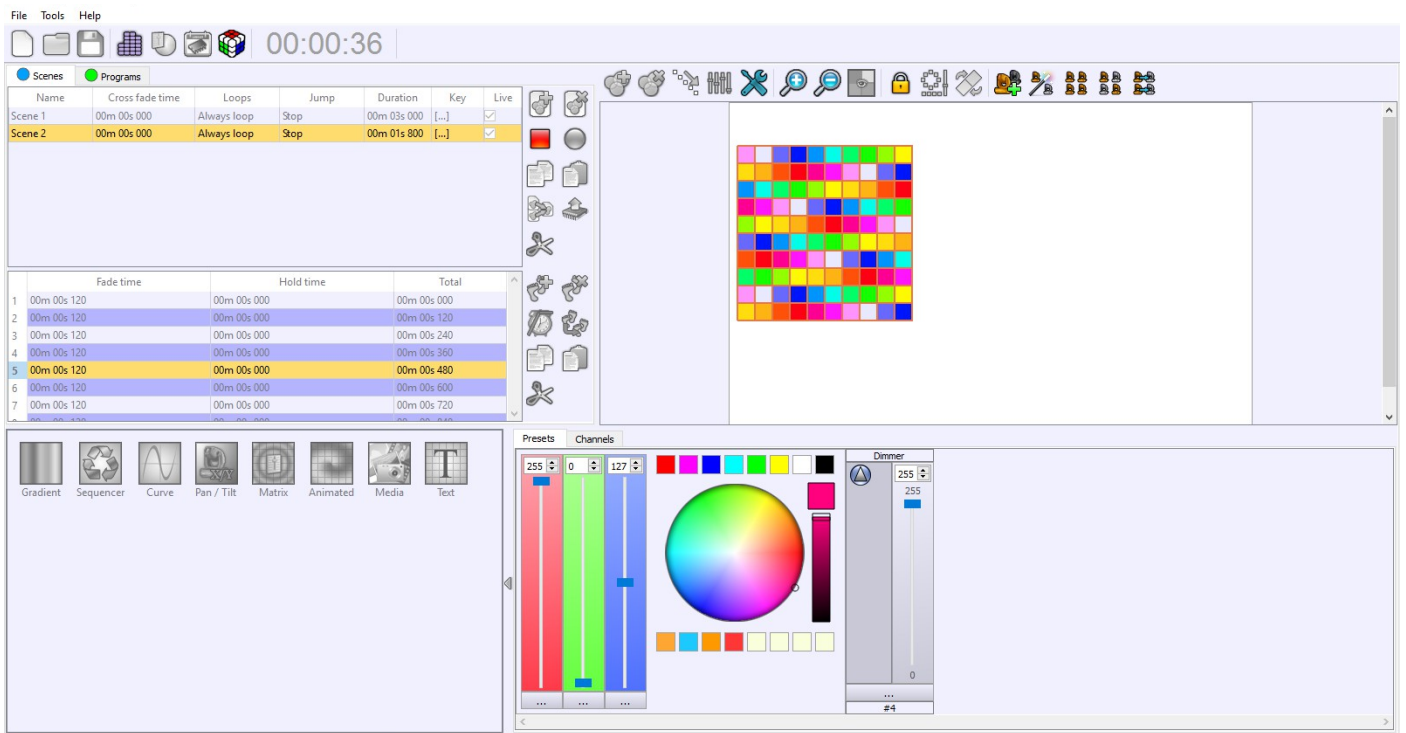 File Tools Help
00:00:36
Scenes Programs
Name Cross fade time Loops Jump Duration Key Live
Scene 1 00m 00s 000 Always loop Stop 00m 03s 000 [...]
Scene 2 00m 00s 000 Always loop Stop 00m 01s 800 [...]
Fade time Hold time Total
1 00m 00s 120 00m 00s 000 00m 00s 000
2 00m 00s 120 00m 00s 000 00m 00s 120
3 00m 00s 120 00m 00s 000 00m 00s 240
4 00m 00s 120 00m 00s 000 00m 00s 360
5 00m 00s 120 00m 00s 000 00m 00s 480
6 00m 00s 120 00m 00s 000 00m 00s 600
7 00m 00s 120 00m 00s 000 00m 00s 720
X/Y T
Gradient Sequencer Curve Pan / Tilt Matrix Animated Media Text
Presets Channels
255 0 127
... ... ...
Dimmer
255
255
0
...
#4